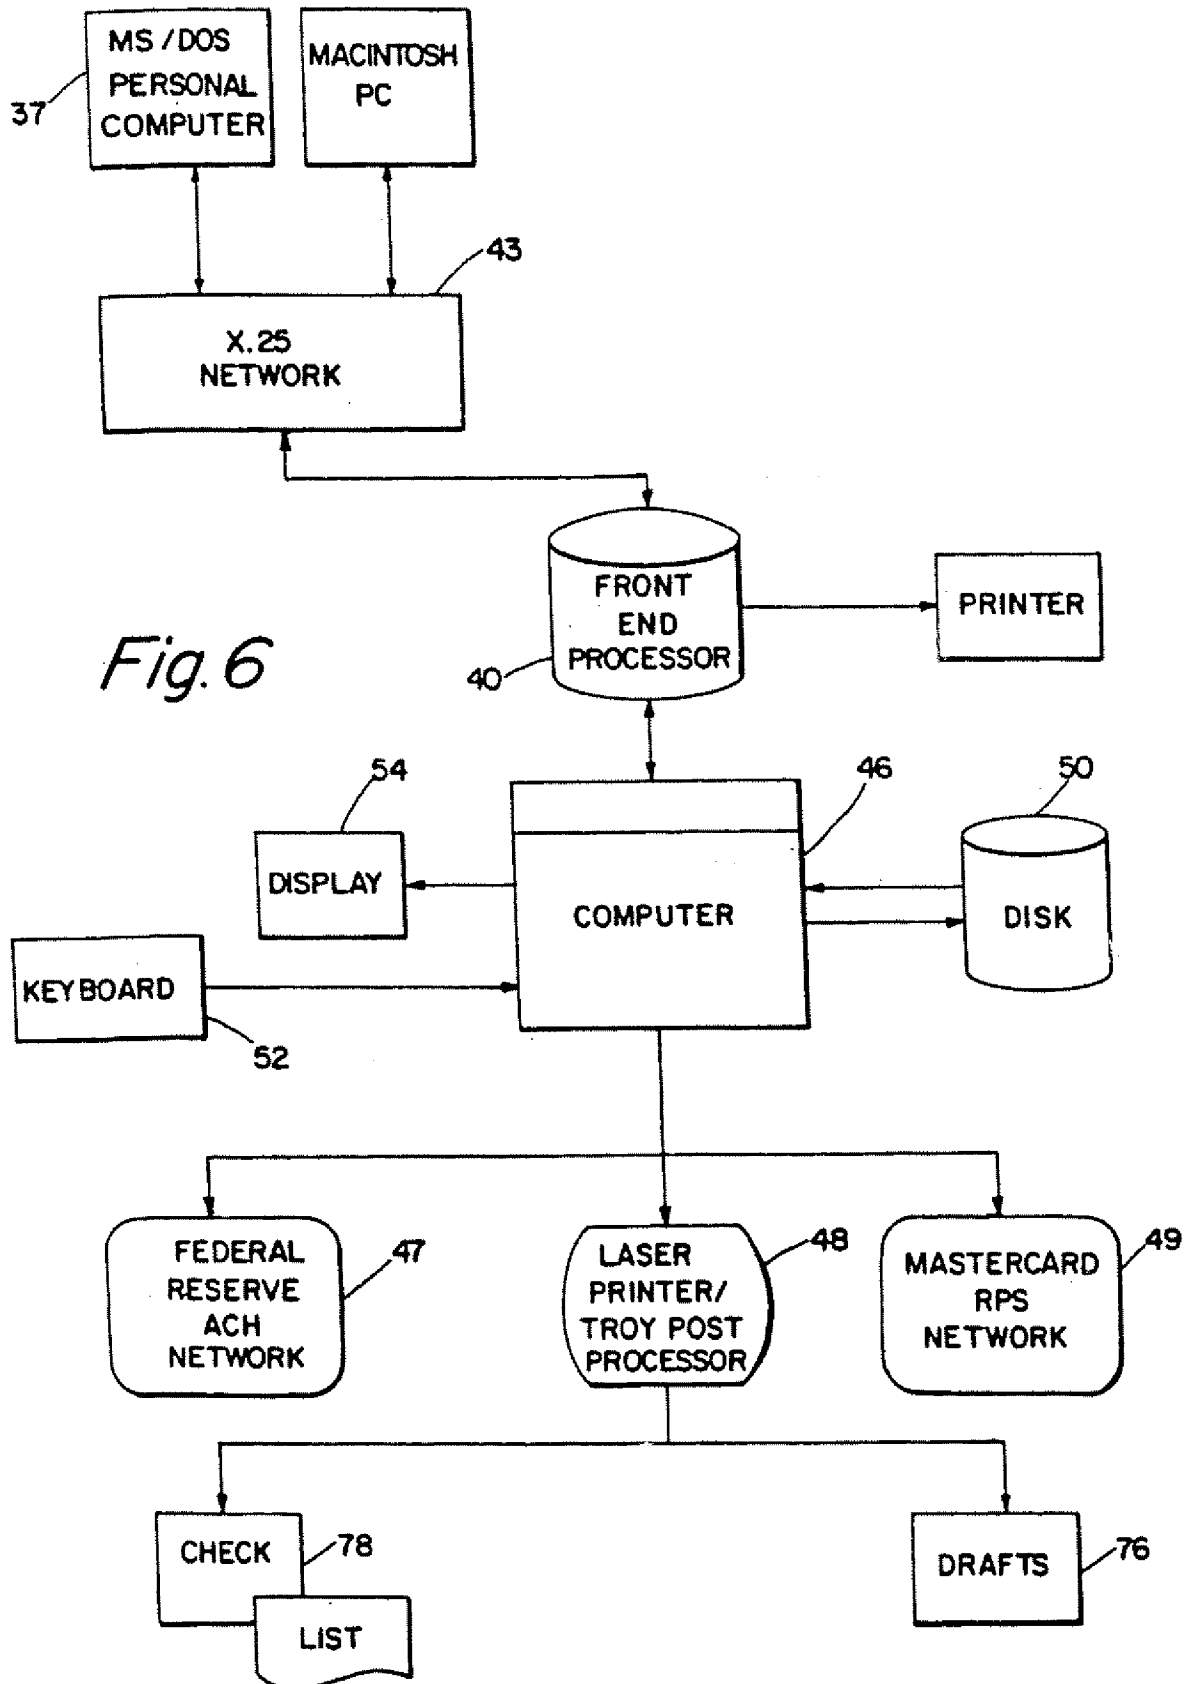 MS/DOS
PERSONAL
COMPUTER
37
MACINTOSH
PC
43
X.25
NETWORK
FRONT
END
PROCESSOR
40
PRINTER
Fig. 6
54
DISPLAY
46
COMPUTER
50
DISK
KEYBOARD
52
FEDERAL
RESERVE
ACH
NETWORK
47
LASER
PRINTER/
TROY POST
PROCESSOR
48
MASTERCARD
RPS
NETWORK
49
CHECK
78
LIST
DRAFTS
76